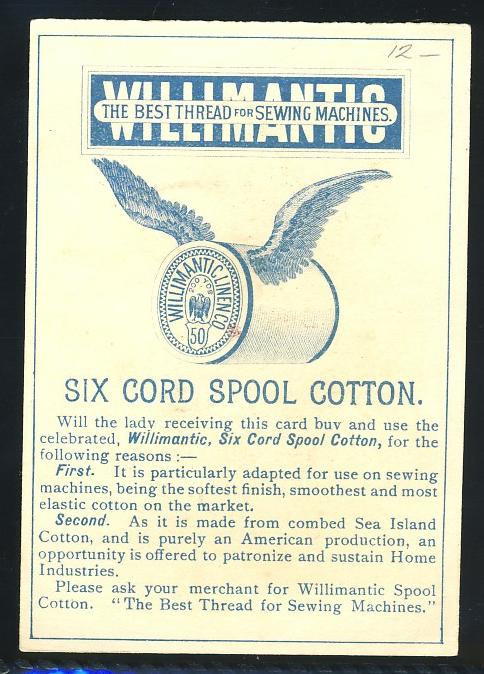 12-
WILLIMANTIC
THE BEST THREAD FOR SEWING MACHINES.
WILLIMANTIC LINEN CO
200 YDS
50
SIX CORD SPOOL COTTON.
Will the lady receiving this card buy and use the
celebrated, Willimantic, Six Cord Spool Cotton, for the
following reasons :—
First. It is particularly adapted for use on sewing
machines, being the softest finish, smoothest and most
elastic cotton on the market.
Second. As it is made from combed Sea Island
Cotton, and is purely an American production, an
opportunity is offered to patronize and sustain Home
Industries.
Please ask your merchant for Willimantic Spool
Cotton. "The Best Thread for Sewing Machines."